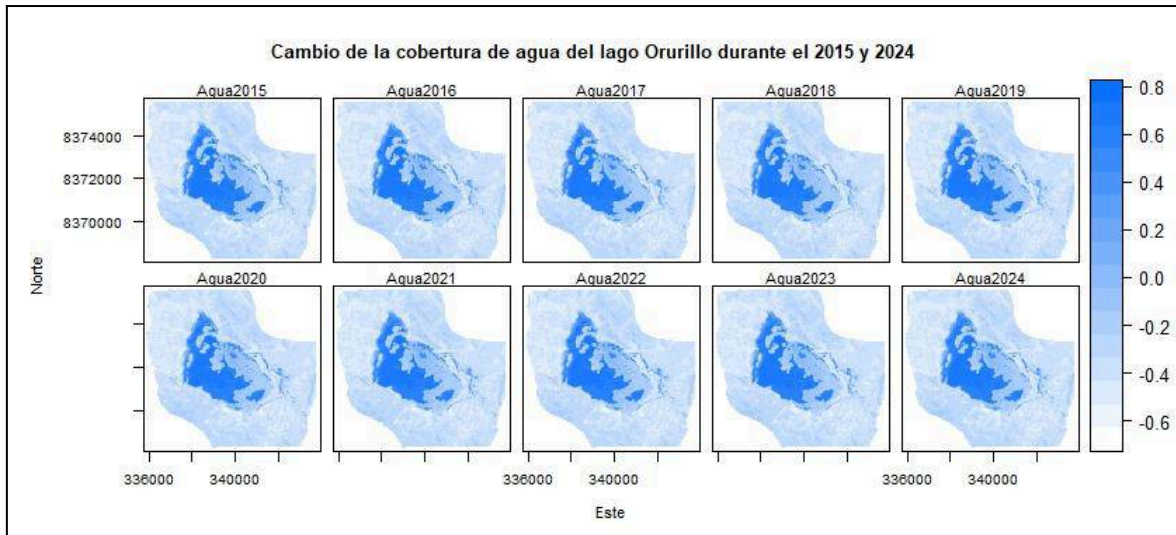 Cambio de la cobertura de agua del lago Orurillo durante el 2015 y 2024
Agua2015 Agua2016 Agua2017 Agua2018 Agua2019
8374000
8372000
8370000
Norte
Agua2020 Agua2021 Agua2022 Agua2023 Agua2024
336000 340000 336000 340000 336000 340000
Este
0.8
0.6
0.4
0.2
0.0
-0.2
-0.4
-0.6